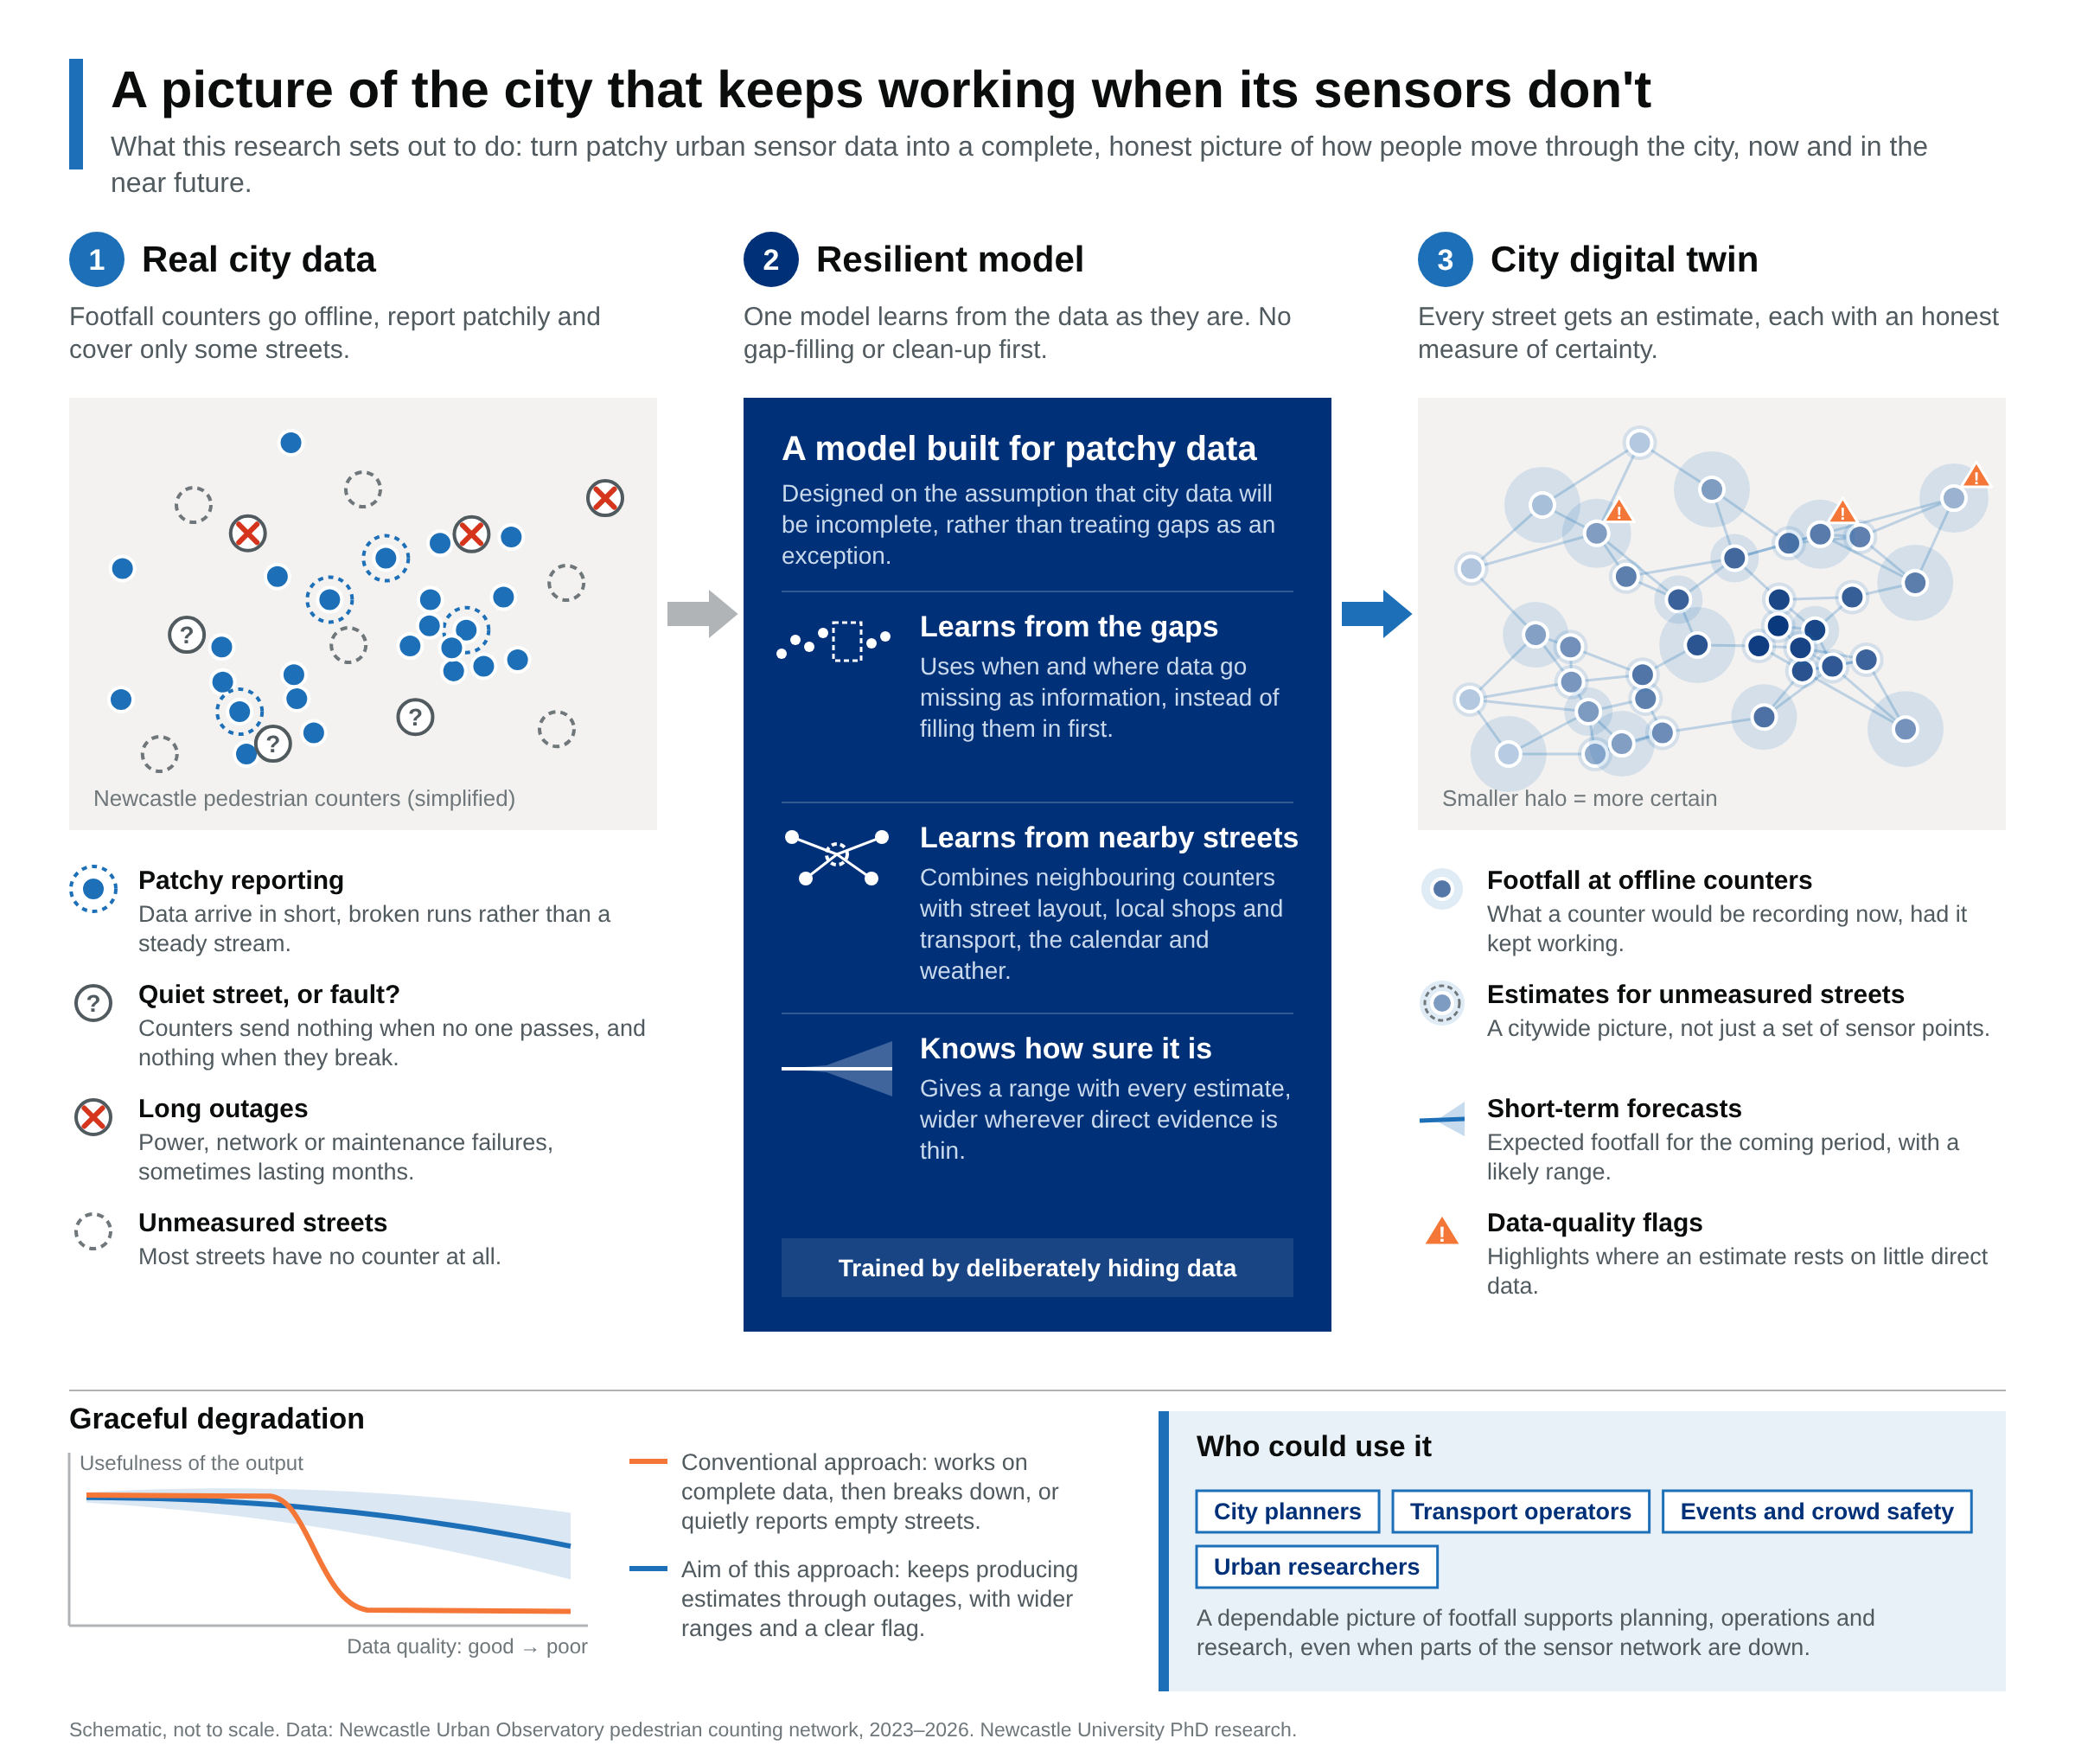 A picture of the city that keeps working when its sensors don't
What this research sets out to do: turn patchy urban sensor data into a complete, honest picture of how people move through the city, now and in the
near future.
1 Real city data
Footfall counters go offline, report patchily and
cover only some streets.
?
?
?
Newcastle pedestrian counters (simplified)
Patchy reporting
Data arrive in short, broken runs rather than a
steady stream.
? Quiet street, or fault?
Counters send nothing when no one passes, and
nothing when they break.
Long outages
Power, network or maintenance failures,
sometimes lasting months.
Unmeasured streets
Most streets have no counter at all.
2 Resilient model
One model learns from the data as they are. No
gap-filling or clean-up first.
A model built for patchy data
Designed on the assumption that city data will
be incomplete, rather than treating gaps as an
exception.
Learns from the gaps
Uses when and where data go
missing as information, instead of
filling them in first.
Learns from nearby streets
Combines neighbouring counters
with street layout, local shops and
transport, the calendar and
weather.
Knows how sure it is
Gives a range with every estimate,
wider wherever direct evidence is
thin.
Trained by deliberately hiding data
3 City digital twin
Every street gets an estimate, each with an honest
measure of certainty.
!
!
!
Smaller halo = more certain
Footfall at offline counters
What a counter would be recording now, had it
kept working.
Estimates for unmeasured streets
A citywide picture, not just a set of sensor points.
Short-term forecasts
Expected footfall for the coming period, with a
likely range.
! Data-quality flags
Highlights where an estimate rests on little direct
data.
Graceful degradation
Usefulness of the output
Data quality: good → poor
Conventional approach: works on
complete data, then breaks down, or
quietly reports empty streets.
Aim of this approach: keeps producing
estimates through outages, with wider
ranges and a clear flag.
Who could use it
City planners Transport operators Events and crowd safety
Urban researchers
A dependable picture of footfall supports planning, operations and
research, even when parts of the sensor network are down.
Schematic, not to scale. Data: Newcastle Urban Observatory pedestrian counting network, 2023–2026. Newcastle University PhD research.